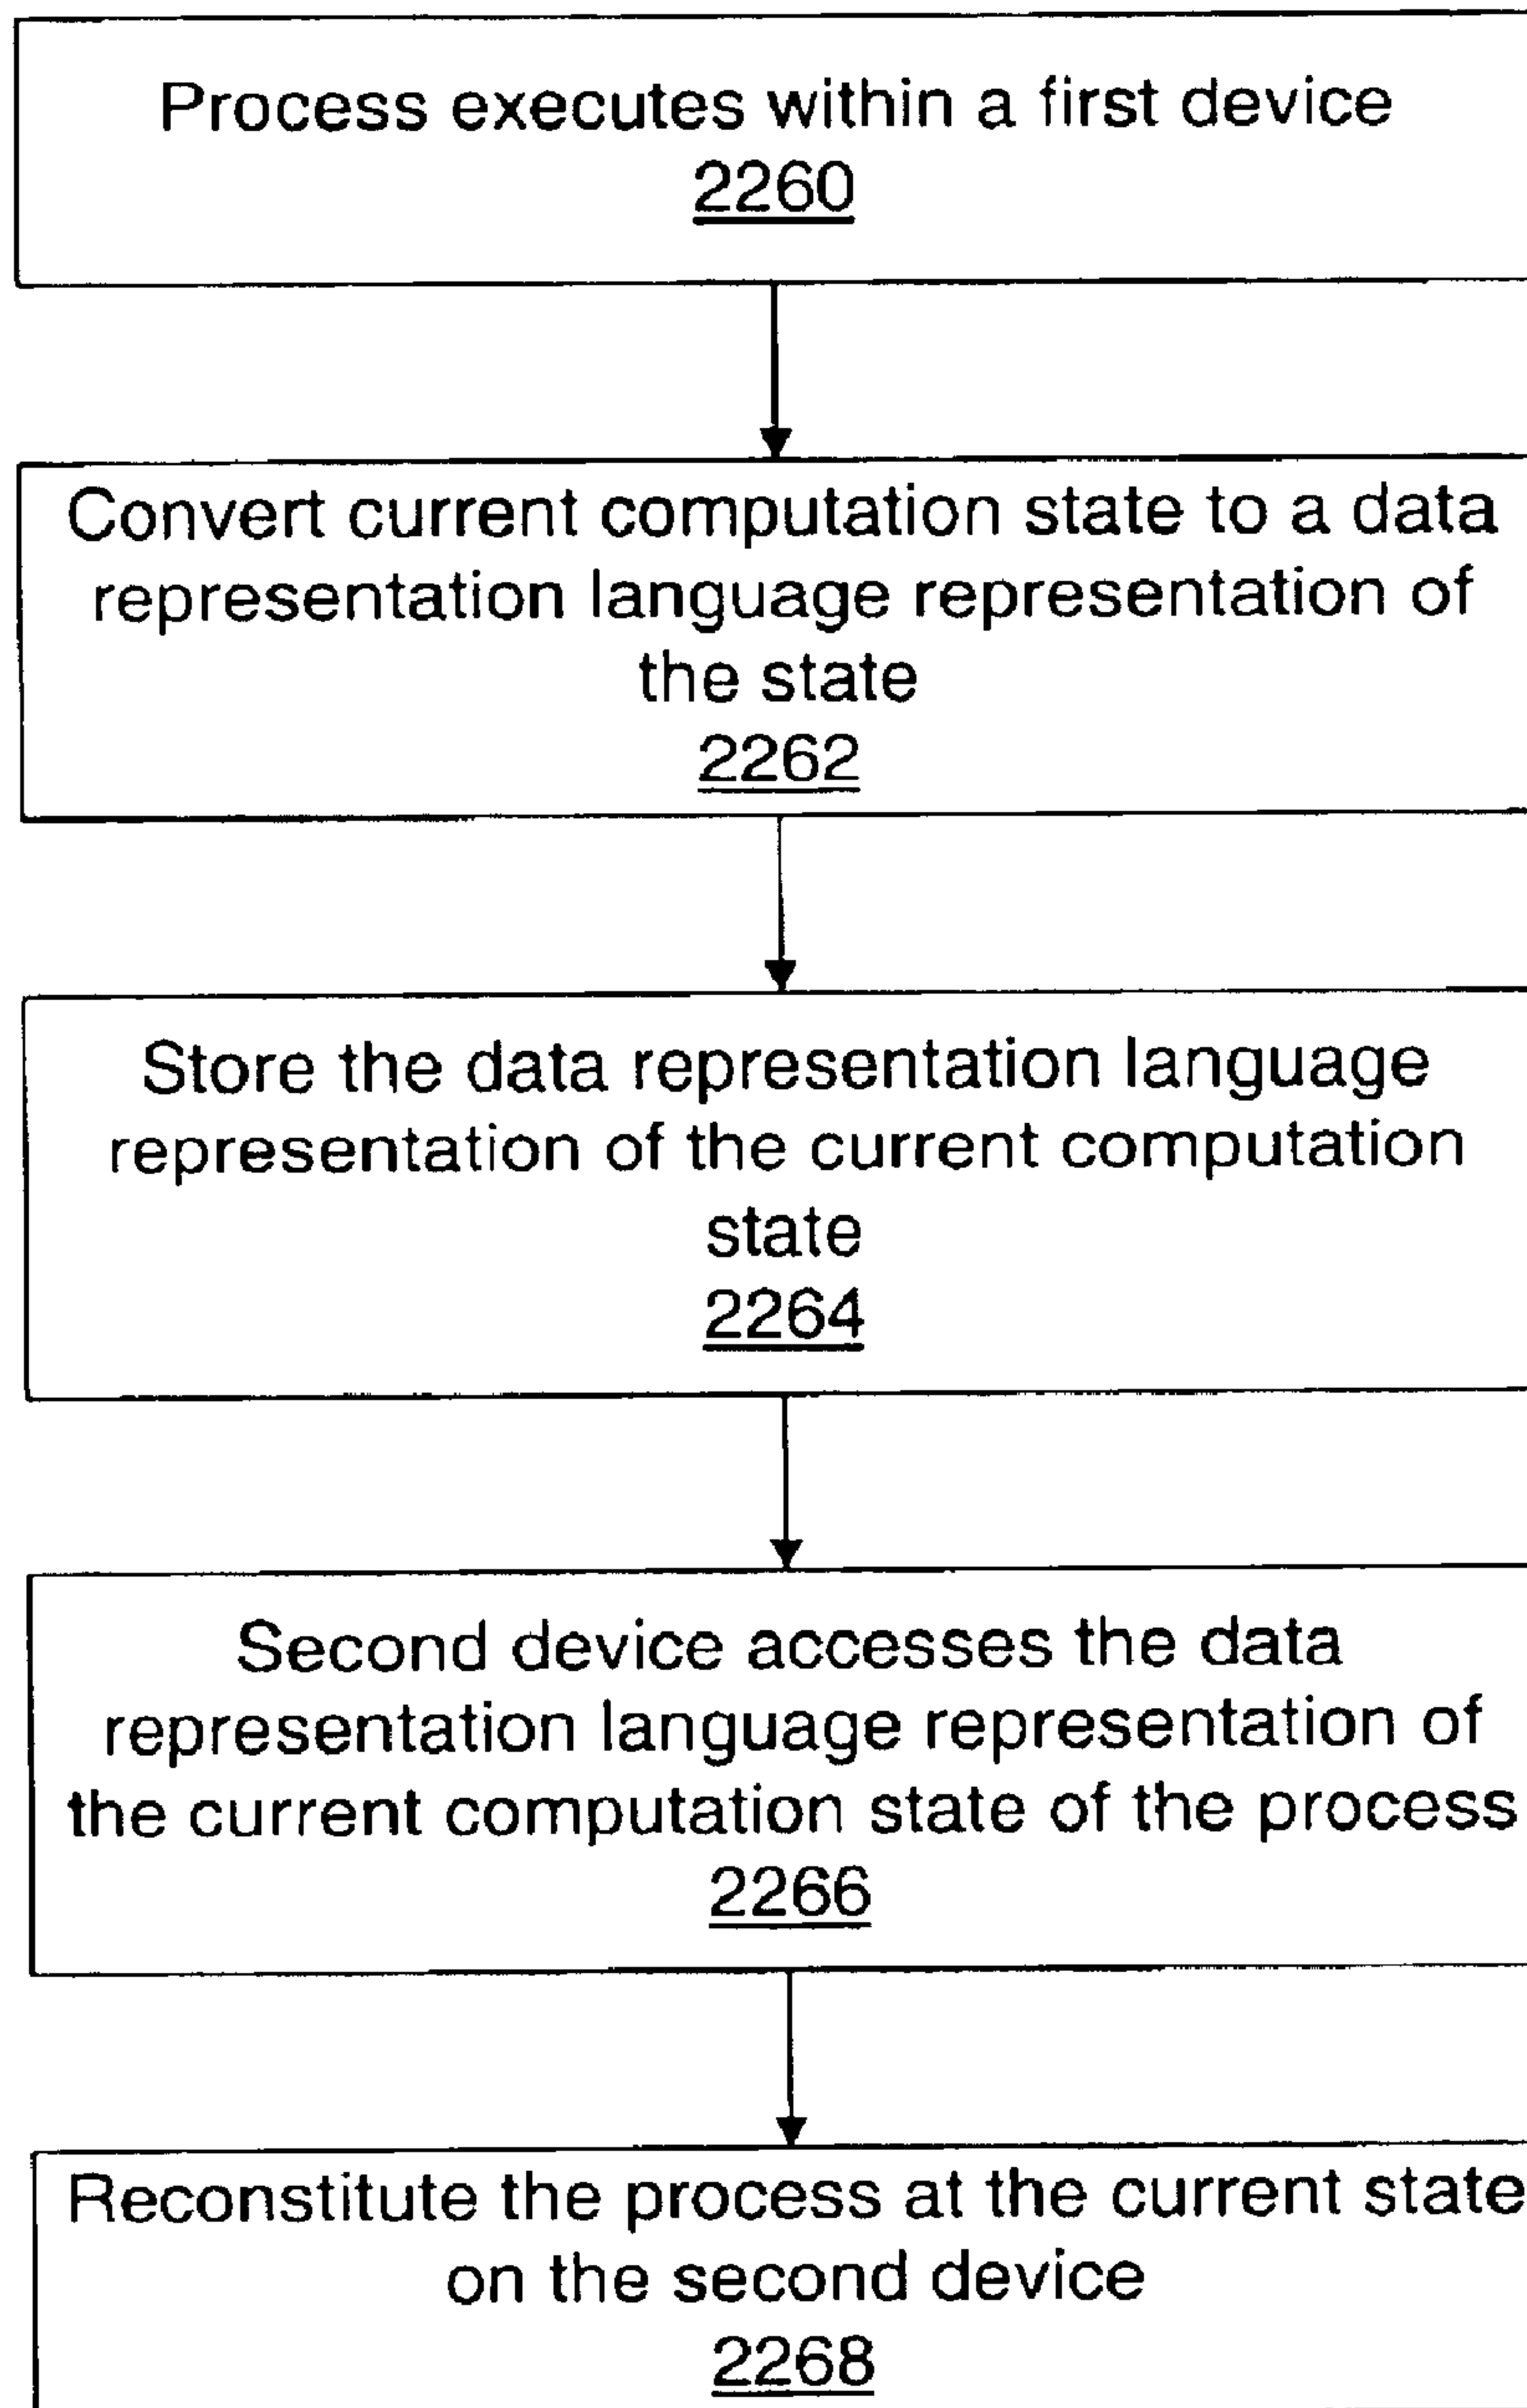 Process executes within a first device
2260
Convert current computation state to a data
representation language representation of
the state
2262
Store the data representation language
representation of the current computation
state
2264
Second device accesses the data
representation language representation of
the current computation state of the process
2266
Reconstitute the process at the current state
on the second device
2268